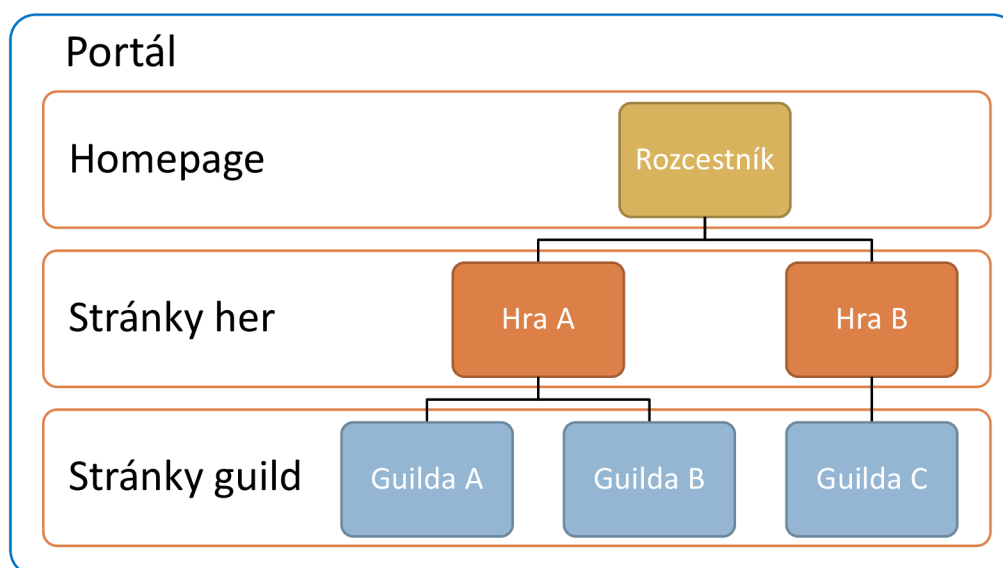 Portál
Homepage
Rozcestník
Stránky her
Hra A
Hra B
Stránky guild
Guilda A
Guilda B
Guilda C